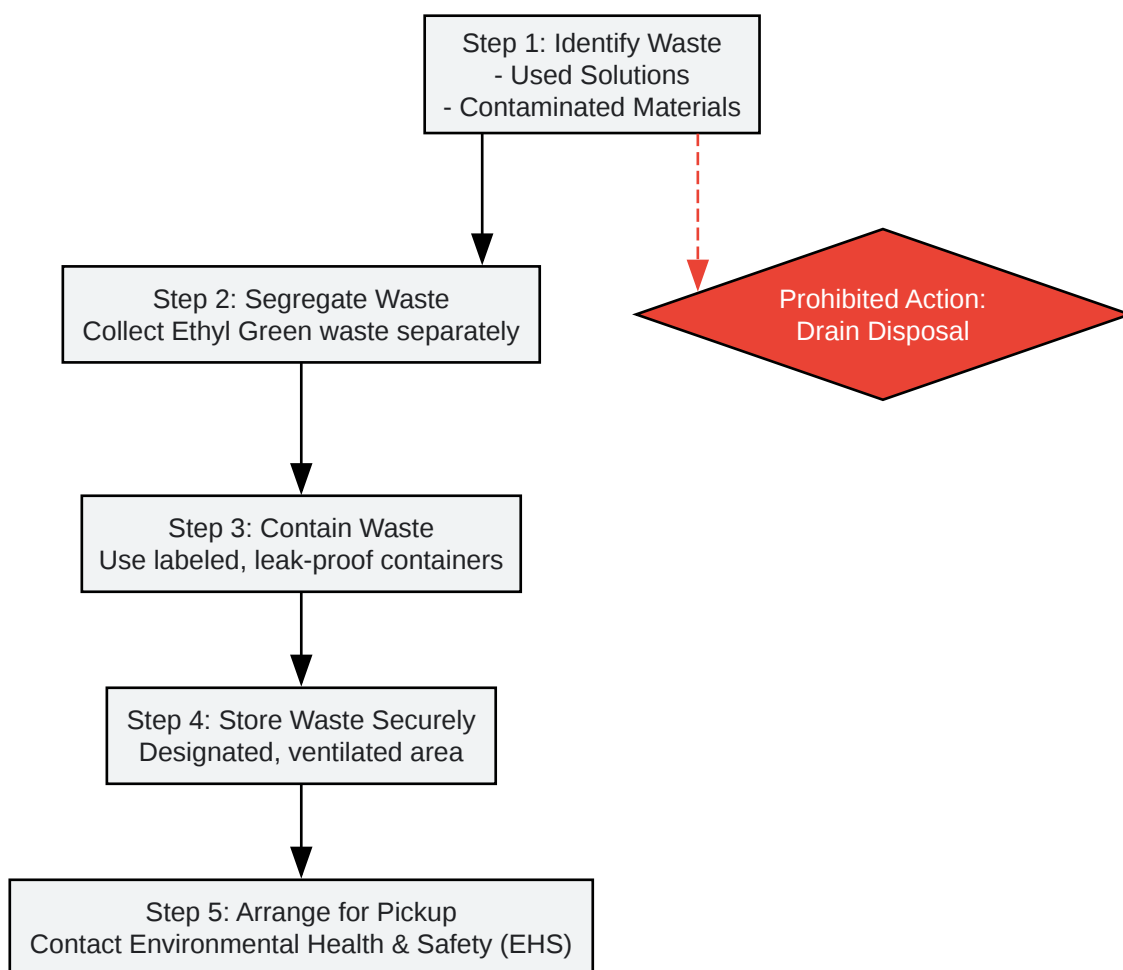 Step 1: Identify Waste
- Used Solutions
- Contaminated Materials
Step 2: Segregate Waste
Collect Ethyl Green waste separately
Prohibited Action:
Drain Disposal
Step 3: Contain Waste
Use labeled, leak-proof containers
Step 4: Store Waste Securely
Designated, ventilated area
Step 5: Arrange for Pickup
Contact Environmental Health & Safety (EHS)